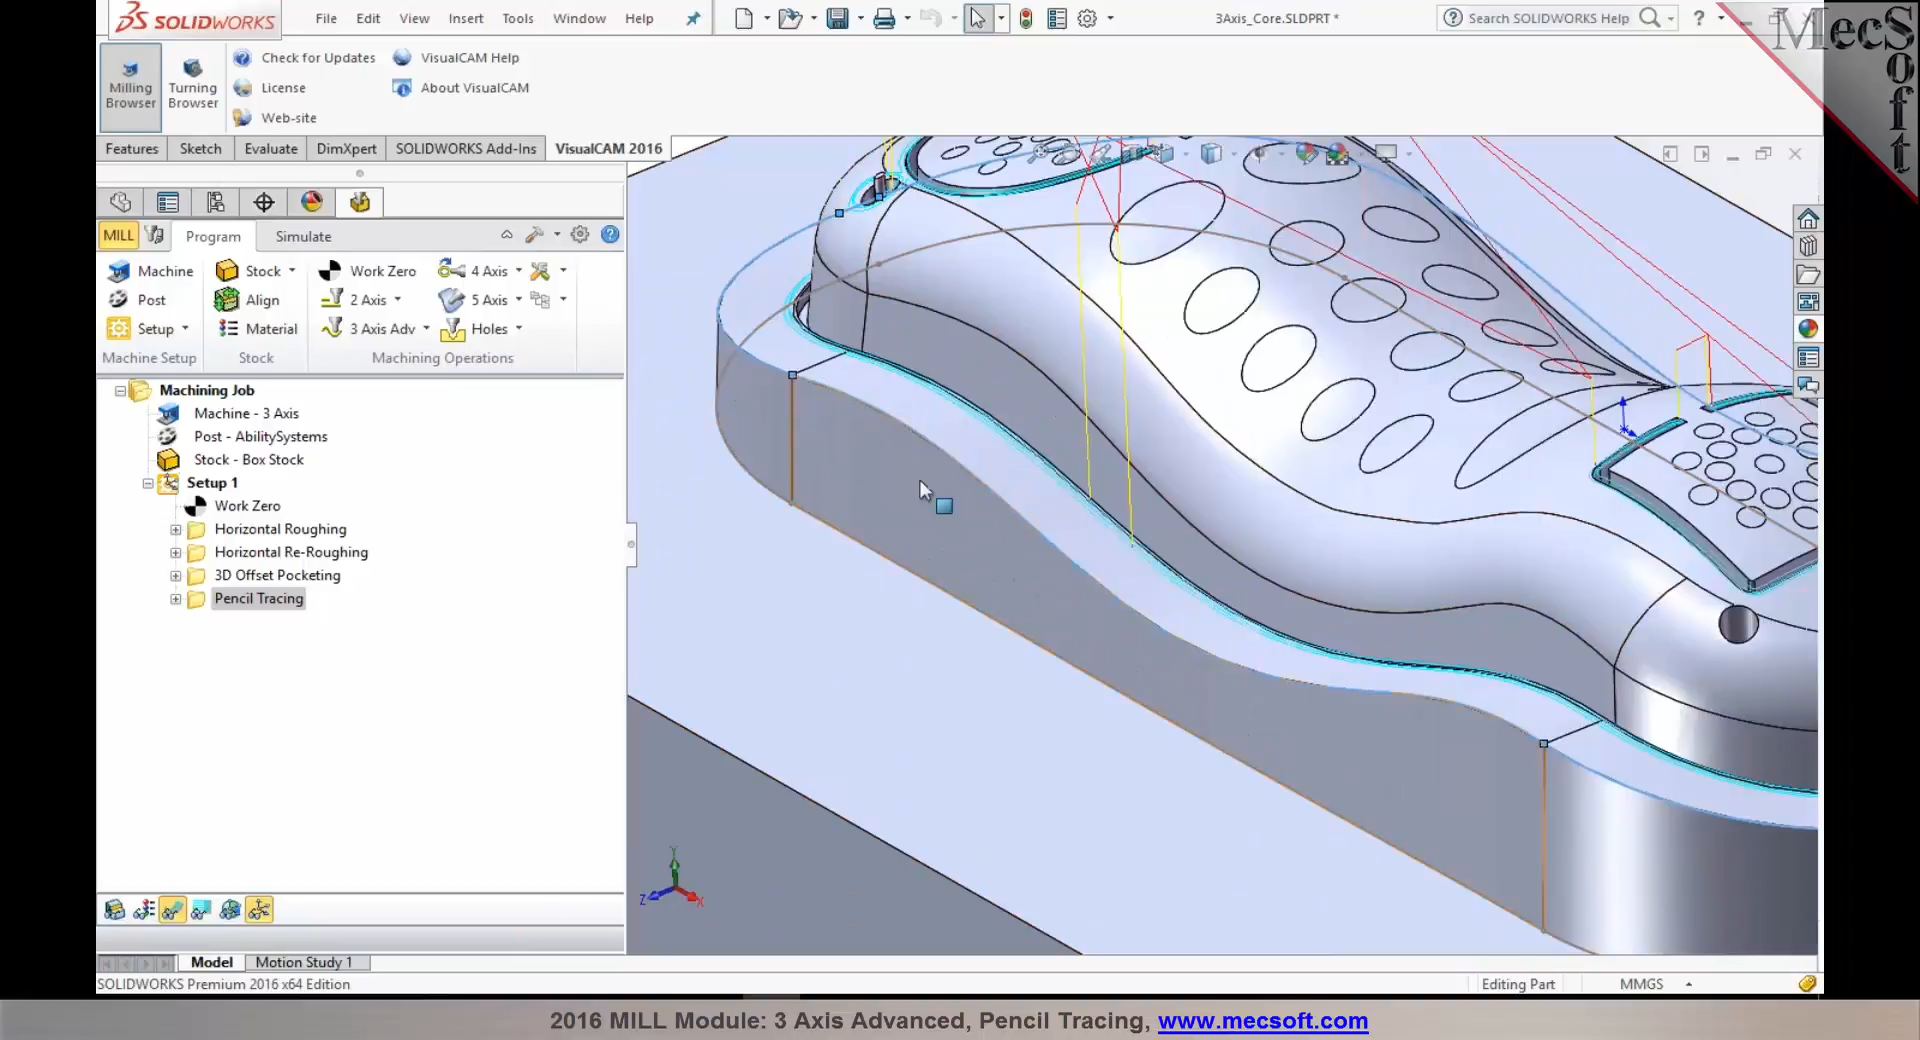 SOLIDWORKS File Edit View Insert Tools Window Help 3Axis_Core.SLDPRT * Search SOLIDWORKS Help ?
MecSoft
Milling Browser
Turning Browser
Check for Updates VisualCAM Help
License About VisualCAM
Web-site
Features Sketch Evaluate DimXpert SOLIDWORKS Add-Ins VisualCAM 2016
MILL Program Simulate
Machine Stock Work Zero 4 Axis
Post Align 2 Axis 5 Axis
Setup Material 3 Axis Adv Holes
Machine Setup Stock Machining Operations
Machining Job
Machine - 3 Axis
Post - AbilitySystems
Stock - Box Stock
Setup 1
Work Zero
Horizontal Roughing
Horizontal Re-Roughing
3D Offset Pocketing
Pencil Tracing
Y
Z X
Model Motion Study 1
SOLIDWORKS Premium 2016 x64 Edition Editing Part MMGS
2016 MILL Module: 3 Axis Advanced, Pencil Tracing, www.mecsoft.com